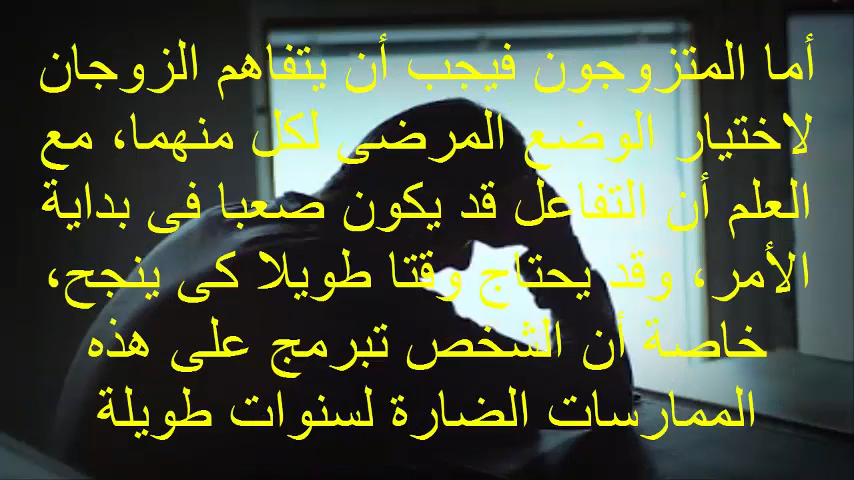 أما المتزوجون فيجب أن يتفاهم الزوجان
لاختيار الوضع المرضى لكل منهما، مع
العلم أن التفاعل قد يكون صعبا فى بداية
الأمر، وقد يحتاج وقتا طويلا كى ينجح،
خاصة أن الشخص تبرمج على هذه
الممارسات الضارة لسنوات طويلة